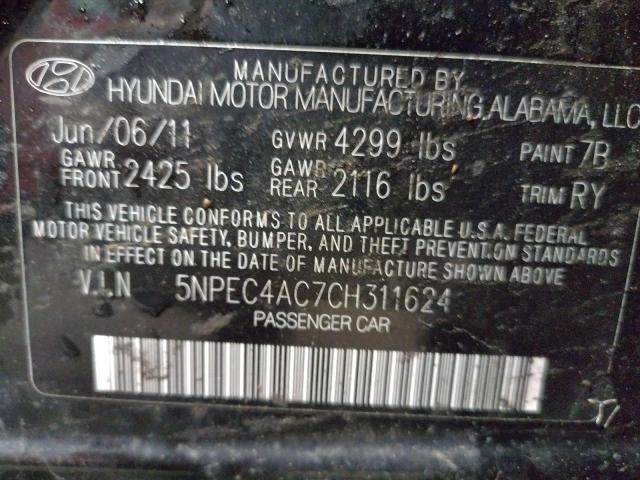 MANUFACTURED BY
HYUNDAI MOTOR MANUFACTURING ALABAMA, LLC
Jun/06/11 GVWR 4299 lbs PAINT 7B
GAWR FRONT 2425 lbs GAWR REAR 2116 lbs TRIM RY
THIS VEHICLE CONFORMS TO ALL APPLICABLE U.S.A. FEDERAL
MOTOR VEHICLE SAFETY, BUMPER, AND THEFT PREVENTION STANDARDS
IN EFFECT ON THE DATE OF MANUFACTURE SHOWN ABOVE
V.I.N 5NPEC4AC7CH311624
PASSENGER CAR